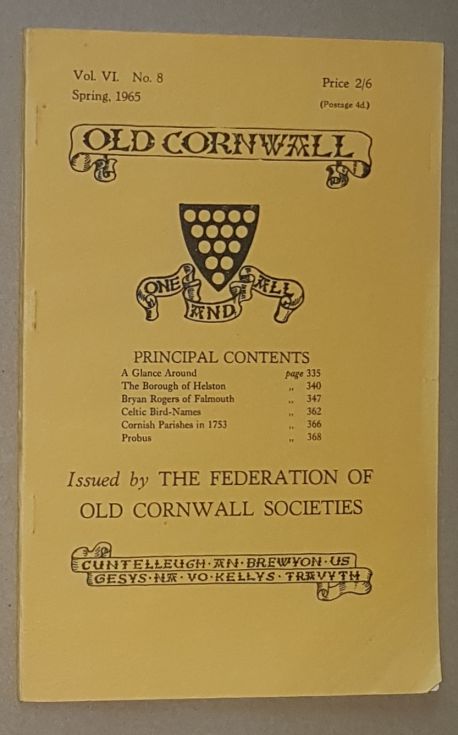 Vol. VI. No. 8
Spring, 1965
Price 2/6
(Postage 4d.)
OLD CORNWALL
ONE AND ALL
PRINCIPAL CONTENTS
A Glance Around page 335
The Borough of Helston ,, 340
Bryan Rogers of Falmouth ,, 347
Celtic Bird-Names ,, 362
Cornish Parishes in 1753 ,, 366
Probus ,, 368
Issued by THE FEDERATION OF
OLD CORNWALL SOCIETIES
CUNTELLEUGH · AN · BREWYON · US
GESYS · NA · VO · KELLYS · TRAVYTH